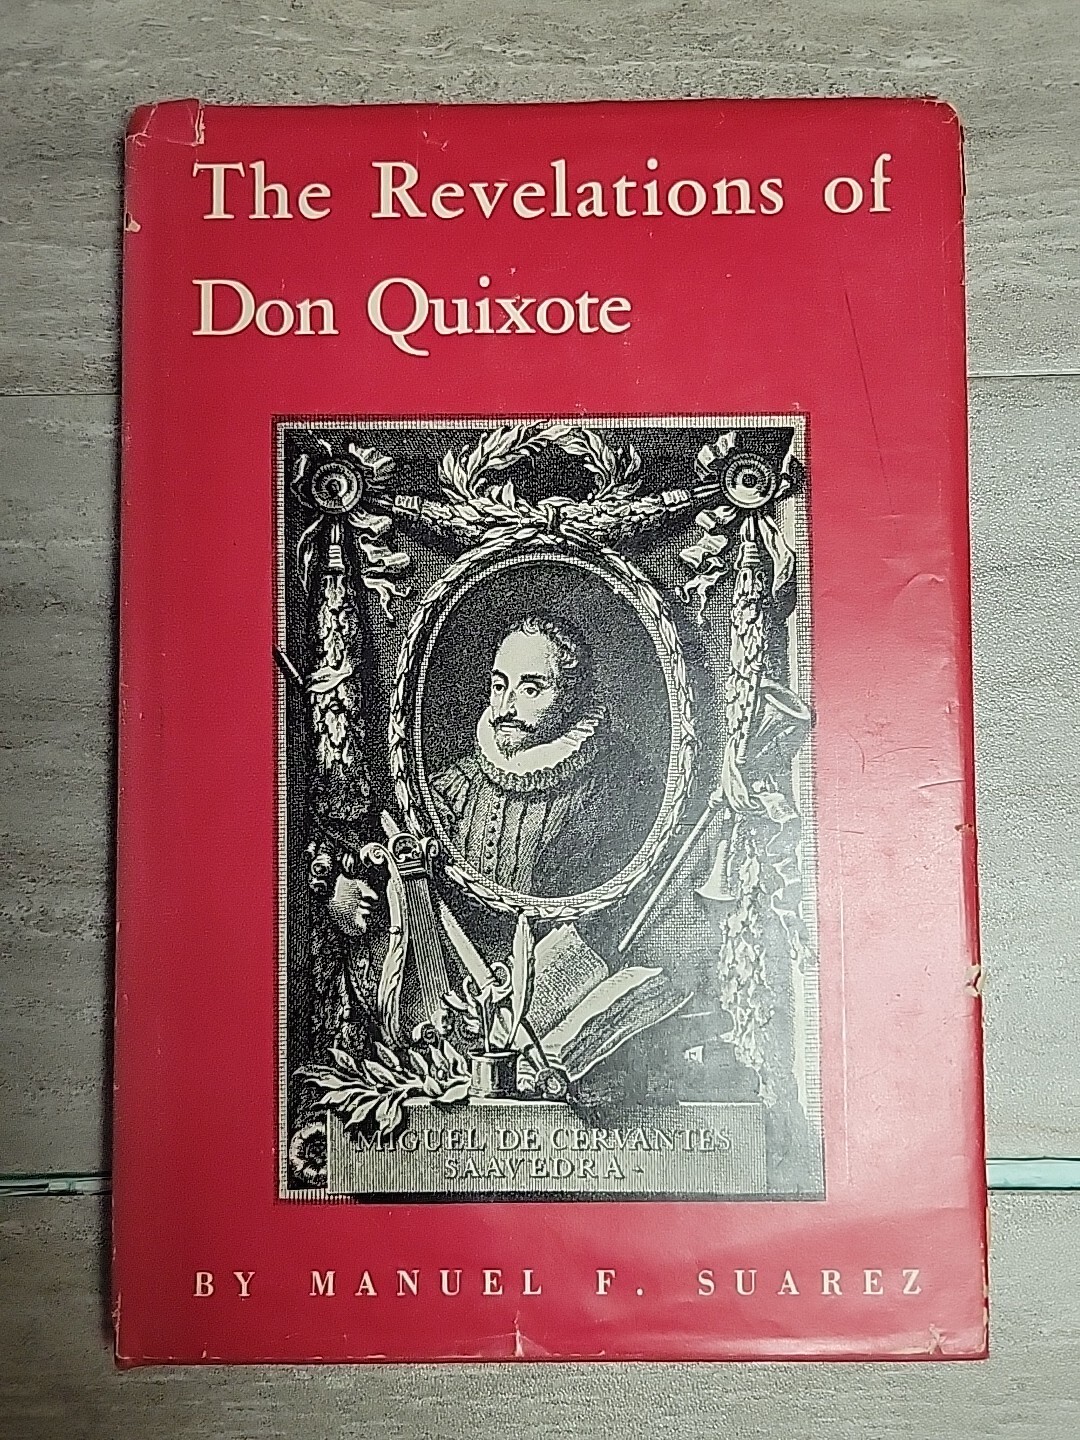 The Revelations of
Don Quixote
MIGUEL DE CERVANTES
SAAVEDRA
BY MANUEL F. SUAREZ